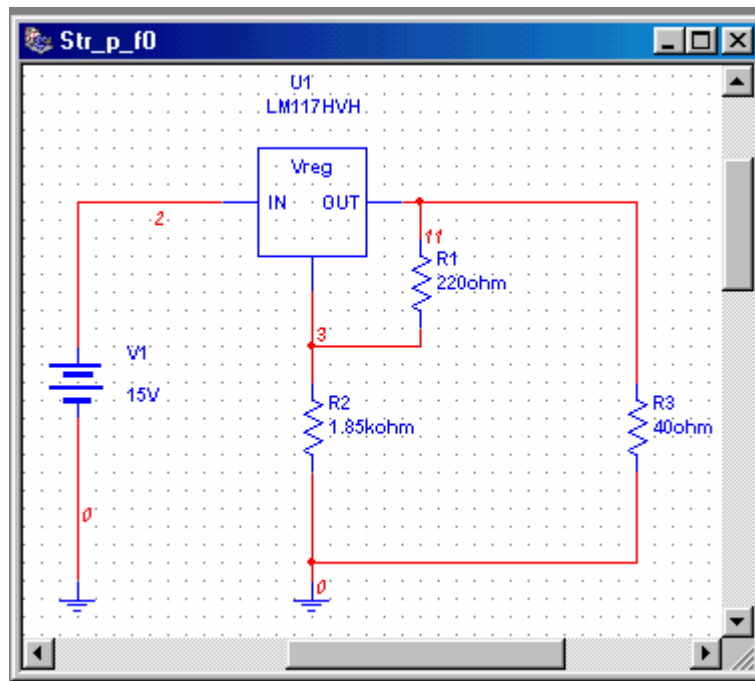 Str_p_f0
U1
LM117HVH
Vreg
IN OUT
2
11
R1
220ohm
3
V1
15V
R2
1.85kohm
R3
40ohm
0
0